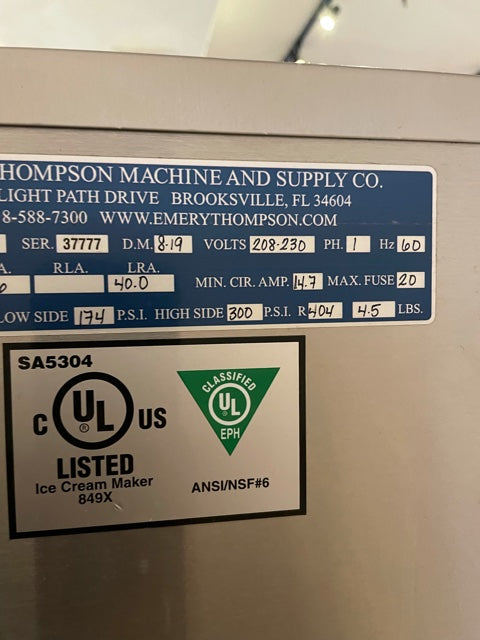 HOMPSON MACHINE AND SUPPLY CO.
LIGHT PATH DRIVE BROOKSVILLE, FL 34604
8-588-7300 WWW.EMERYTHOMPSON.COM
SER. 37777 D.M. 8-19 VOLTS 208-230 PH. 1 Hz 60
A. RLA. LRA.
40.0 MIN. CIR. AMP. 14.7 MAX. FUSE 20
LOW SIDE 174 P.S.I. HIGH SIDE 300 P.S.I. R404 4.5 LBS.
SA5304
C UL ® US
LISTED
Ice Cream Maker
849X
CLASSIFIED
UL ®
EPH
ANSI/NSF#6